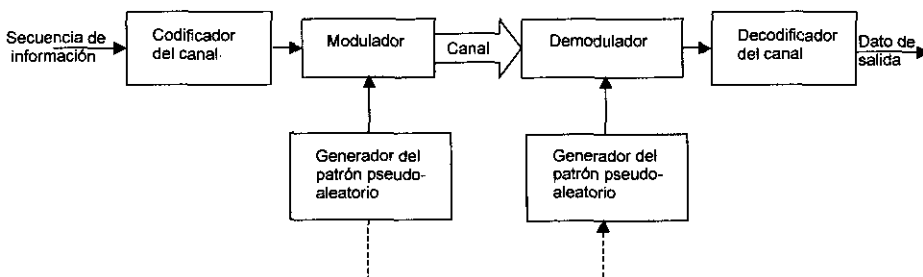 Secuencia de
información
Codificador
del canal
Modulador
Canal
Demodulador
Decodificador
del canal
Dato de
salida
Generador del
patrón pseudo-
aleatorio
Generador del
patrón pseudo-
aleatorio